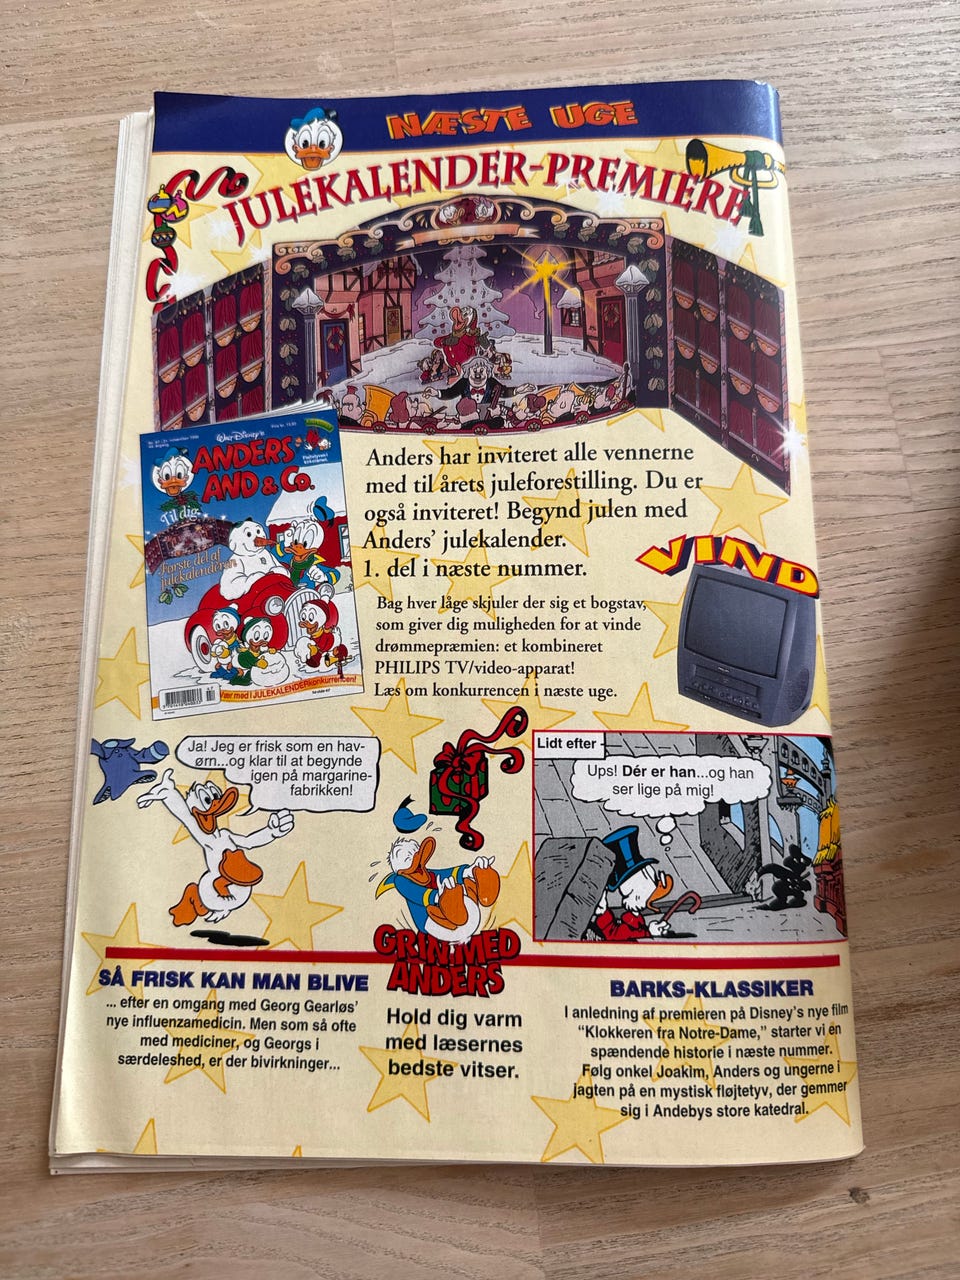 NÆSTE UGE
JULEKALENDER-PREMIERE
Anders har inviteret alle vennerne
med til årets juleforestilling. Du er
også inviteret! Begynd julen med
Anders’ julekalender.
1. del i næste nummer.
Walt Disney's
ANDERS
AND & Co.
Til dig
Første del af
julekalenderen
Vær med i JULEKALENDERkonkurrencen!
VIND
Bag hver låge skjuler der sig et bogstav,
som giver dig muligheden for at vinde
drømmepræmien: et kombineret
PHILIPS TV/video-apparat!
Læs om konkurrencen i næste uge.
Ja! Jeg er frisk som en hav-
ørn...og klar til at begynde
igen på margarine-
fabrikken!
Lidt efter -
Ups! Dér er han...og han
ser lige på mig!
SÅ FRISK KAN MAN BLIVE
... efter en omgang med Georg Gearløs’
nye influenzamedicin. Men som så ofte
med mediciner, og Georgs i
særdeleshed, er der bivirkninger...
GRIN MED
ANDERS
Hold dig varm
med læsernes
bedste vitser.
BARKS-KLASSIKER
I anledning af premieren på Disney’s nye film
“Klokkeren fra Notre-Dame,” starter vi en
spændende historie i næste nummer.
Følg onkel Joakim, Anders og ungerne i
jagten på en mystisk fløjtetyv, der gemmer
sig i Andebys store katedral.